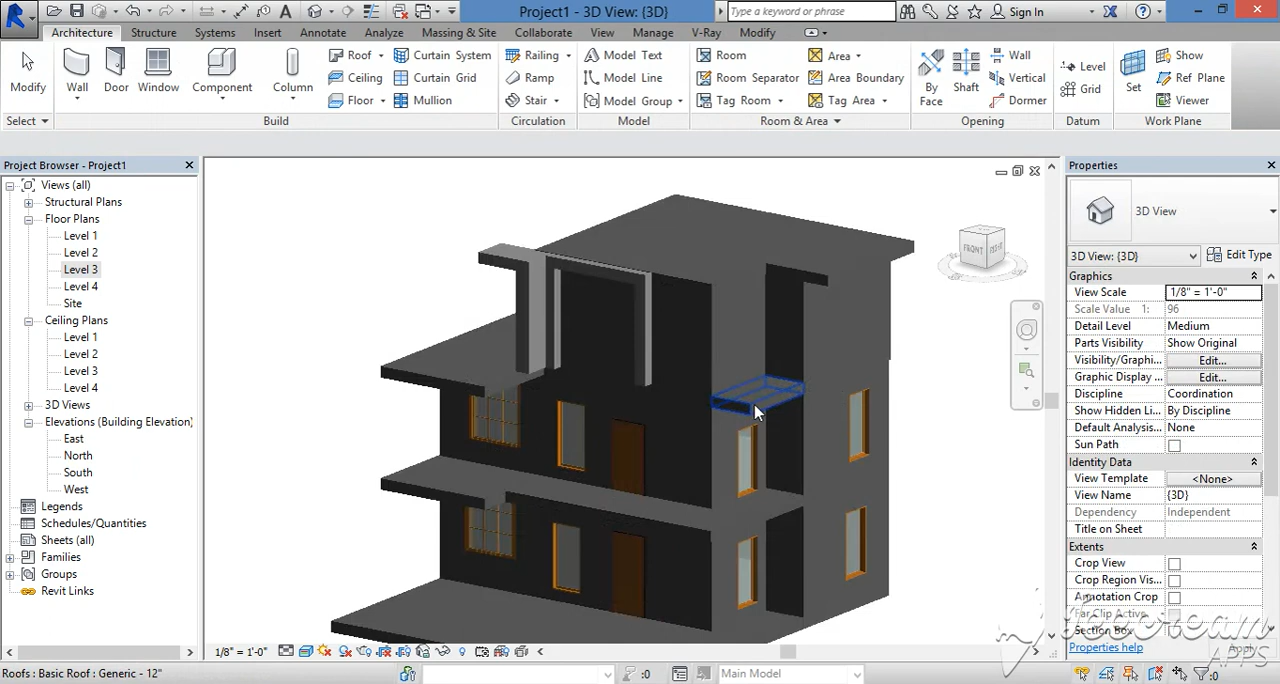 Project1 - 3D View: {3D}
Type a keyword or phrase
Sign In
Architecture Structure Systems Insert Annotate Analyze Massing & Site Collaborate View Manage V-Ray Modify
Modify Wall Door Window Component Column
Roof Curtain System
Ceiling Curtain Grid
Floor Mullion
Railing
Ramp
Stair
Model Text
Model Line
Model Group
Room Area
Room Separator Area Boundary
Tag Room Tag Area
By Face Shaft
Wall
Vertical
Dormer
Level
Grid
Set
Show
Ref Plane
Viewer
Select Build Circulation Model Room & Area Opening Datum Work Plane
Project Browser - Project1
Views (all)
Structural Plans
Floor Plans
Level 1
Level 2
Level 3
Level 4
Site
Ceiling Plans
Level 1
Level 2
Level 3
Level 4
3D Views
Elevations (Building Elevation)
East
North
South
West
Legends
Schedules/Quantities
Sheets (all)
Families
Groups
Revit Links
FRONT
Properties
3D View
3D View: {3D} Edit Type
Graphics
View Scale 1/8" = 1'-0"
Scale Value 1: 96
Detail Level Medium
Parts Visibility Show Original
Visibility/Graphi... Edit...
Graphic Display ... Edit...
Discipline Coordination
Show Hidden Li... By Discipline
Default Analysis... None
Sun Path
Identity Data
View Template <None>
View Name {3D}
Dependency Independent
Title on Sheet
Extents
Crop View
Crop Region Vis...
Annotation Crop
Far Clip Active
Section Box
Properties help Apply
IceCream
APPS
1/8" = 1'-0"
Roofs : Basic Roof : Generic - 12"
:0
Main Model
:0